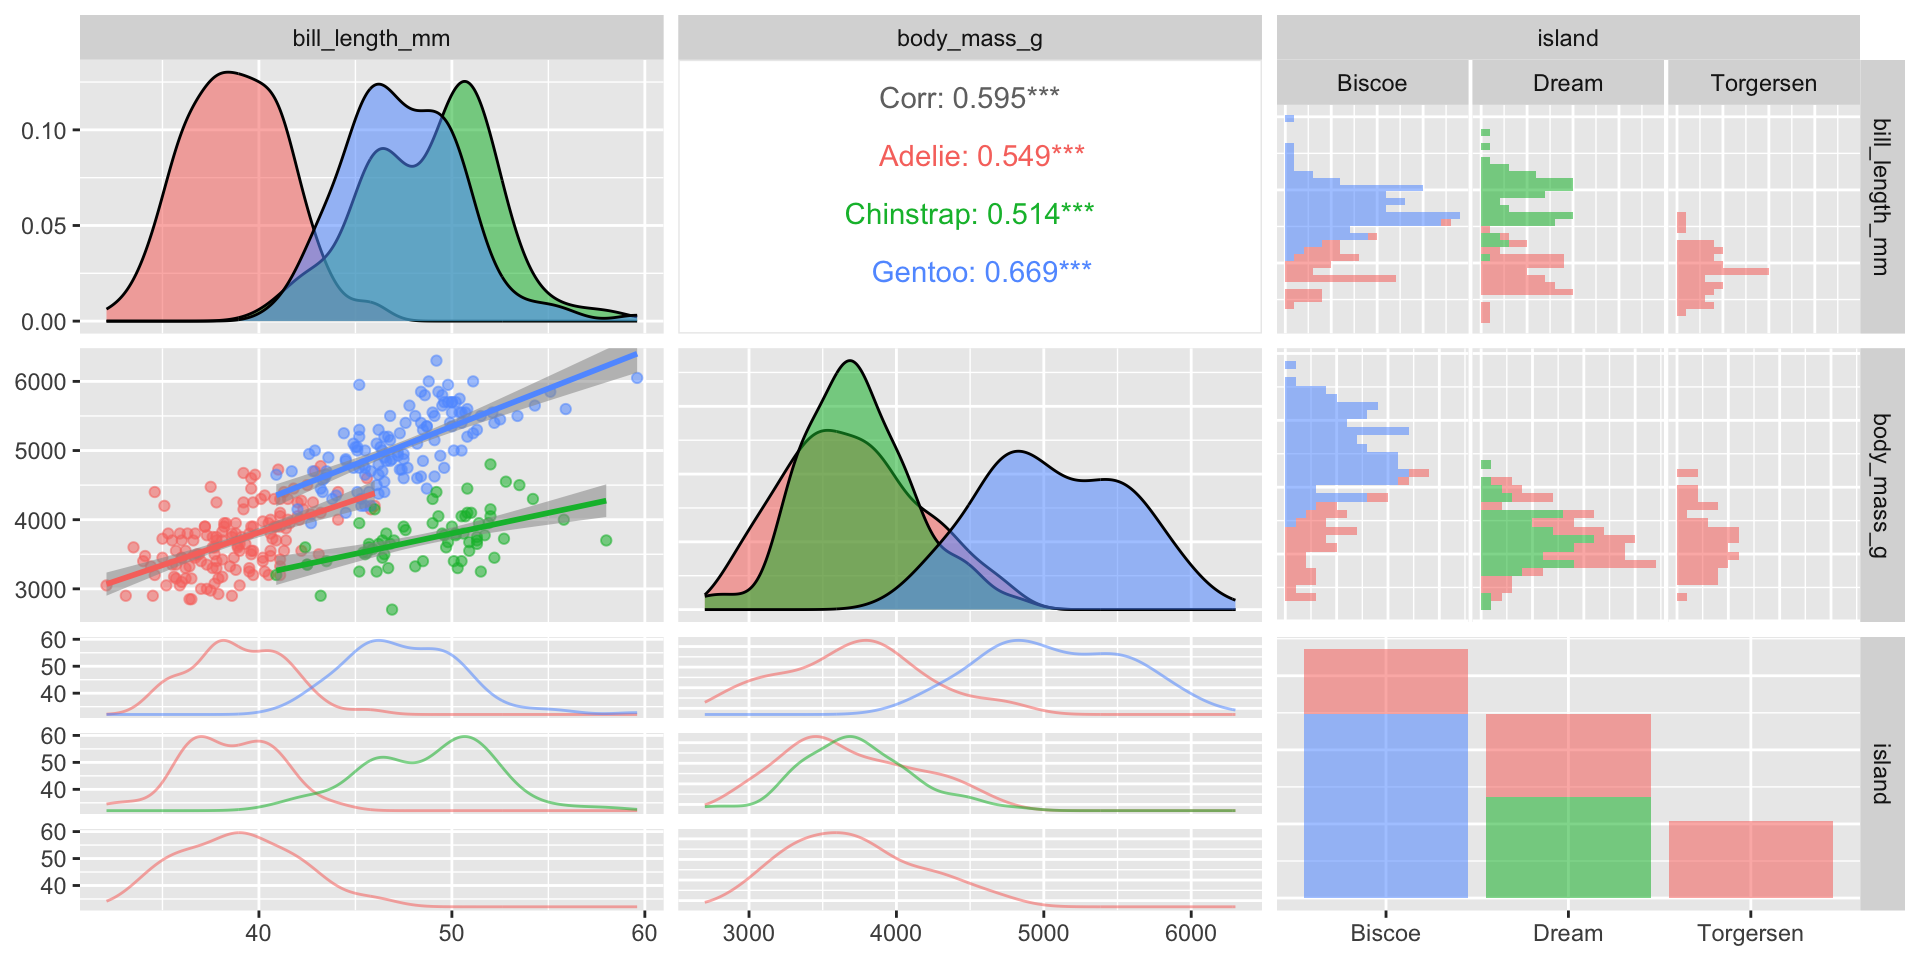 bill_length_mm
body_mass_g
island
Biscoe
Dream
Torgersen
0.10
0.05
0.00
Corr: 0.595***
Adelie: 0.549***
Chinstrap: 0.514***
Gentoo: 0.669***
bill_length_mm
6000
5000
4000
3000
body_mass_g
60
50
40
60
50
40
60
50
40
island
40
50
60
3000
4000
5000
6000
Biscoe
Dream
Torgersen